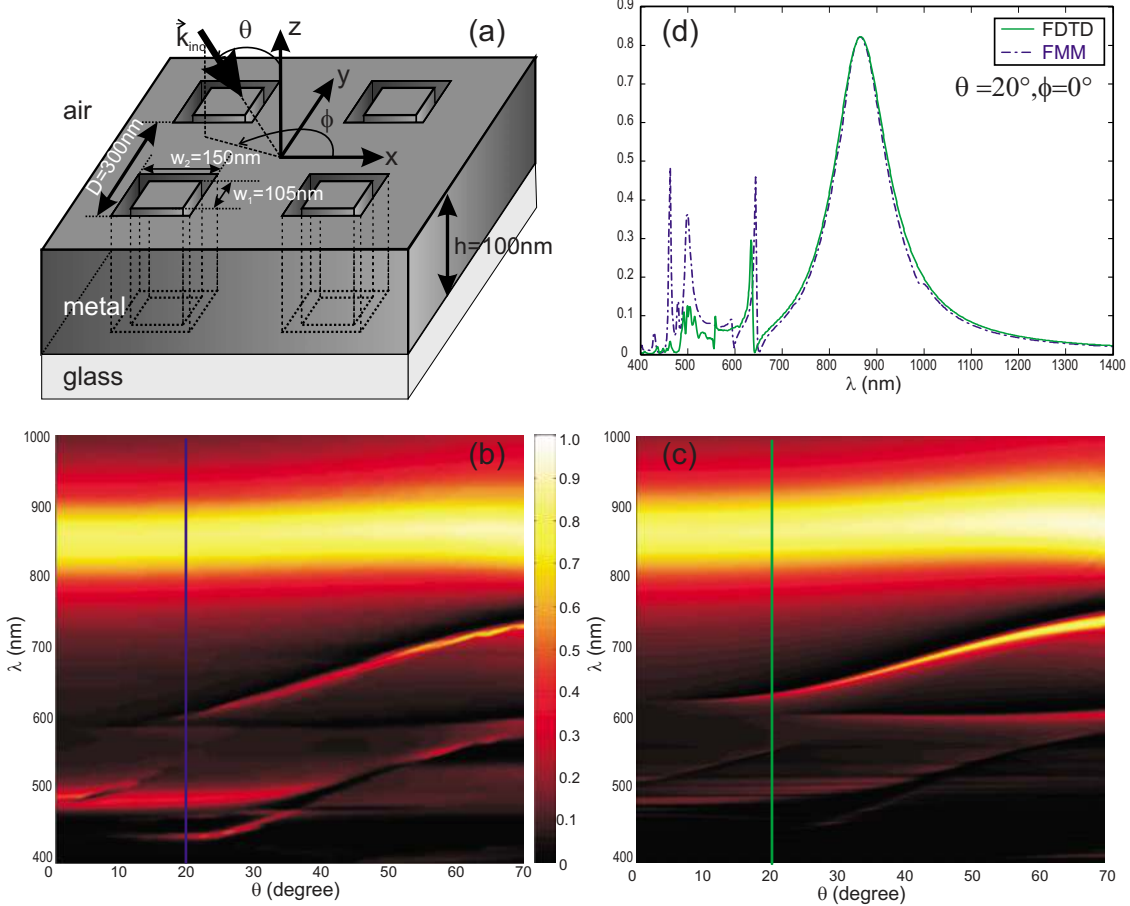 (a)
k inc
θ
z
y
x
ϕ
air
D=300nm
w₂=150nm
w₁=105nm
h=100nm
metal
glass
(d)
FDTD
FMM
θ =20°,ϕ=0°
0.9
0.8
0.7
0.6
0.5
0.4
0.3
0.2
0.1
0
400 500 600 700 800 900 1000 1100 1200 1300 1400
λ (nm)
(b)
1000
900
800
700
600
500
400
λ (nm)
0 10 20 30 40 50 60 70
θ (degree)
1.0
0.9
0.8
0.7
0.6
0.5
0.4
0.3
0.2
0.1
0
(c)
1000
900
800
700
600
500
400
λ (nm)
0 10 20 30 40 50 60 70
θ (degree)